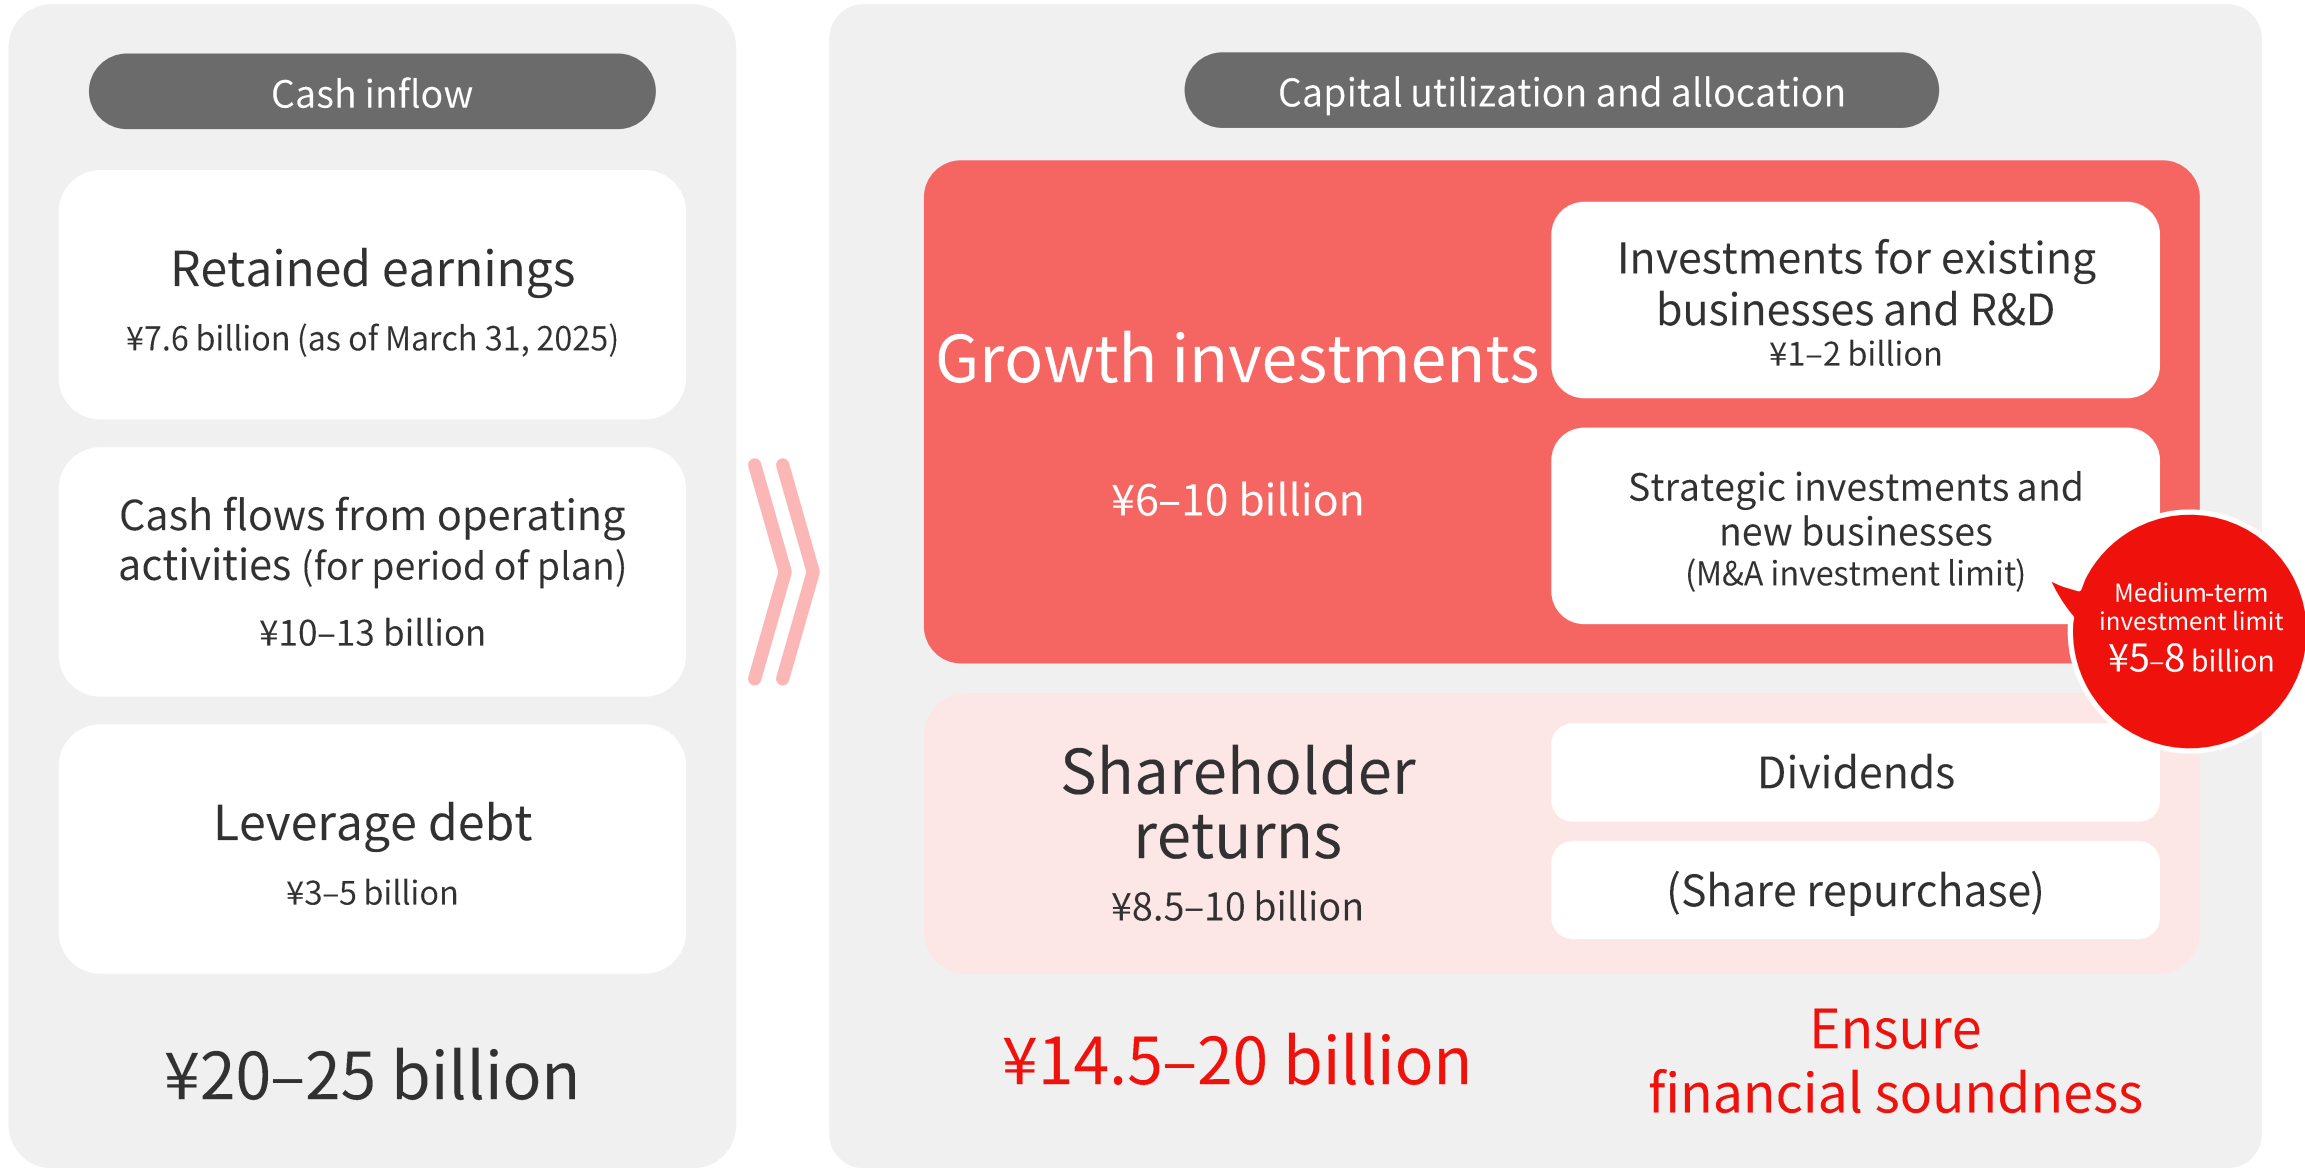 Cash inflow
Retained earnings
¥7.6 billion (as of March 31, 2025)
Cash flows from operating
activities (for period of plan)
¥10–13 billion
Leverage debt
¥3–5 billion
¥20–25 billion
Capital utilization and allocation
Growth investments
¥6–10 billion
Investments for existing
businesses and R&D
¥1–2 billion
Strategic investments and
new businesses
(M&A investment limit)
Medium-term
investment limit
¥5–8 billion
Shareholder
returns
¥8.5–10 billion
Dividends
(Share repurchase)
¥14.5–20 billion
Ensure
financial soundness